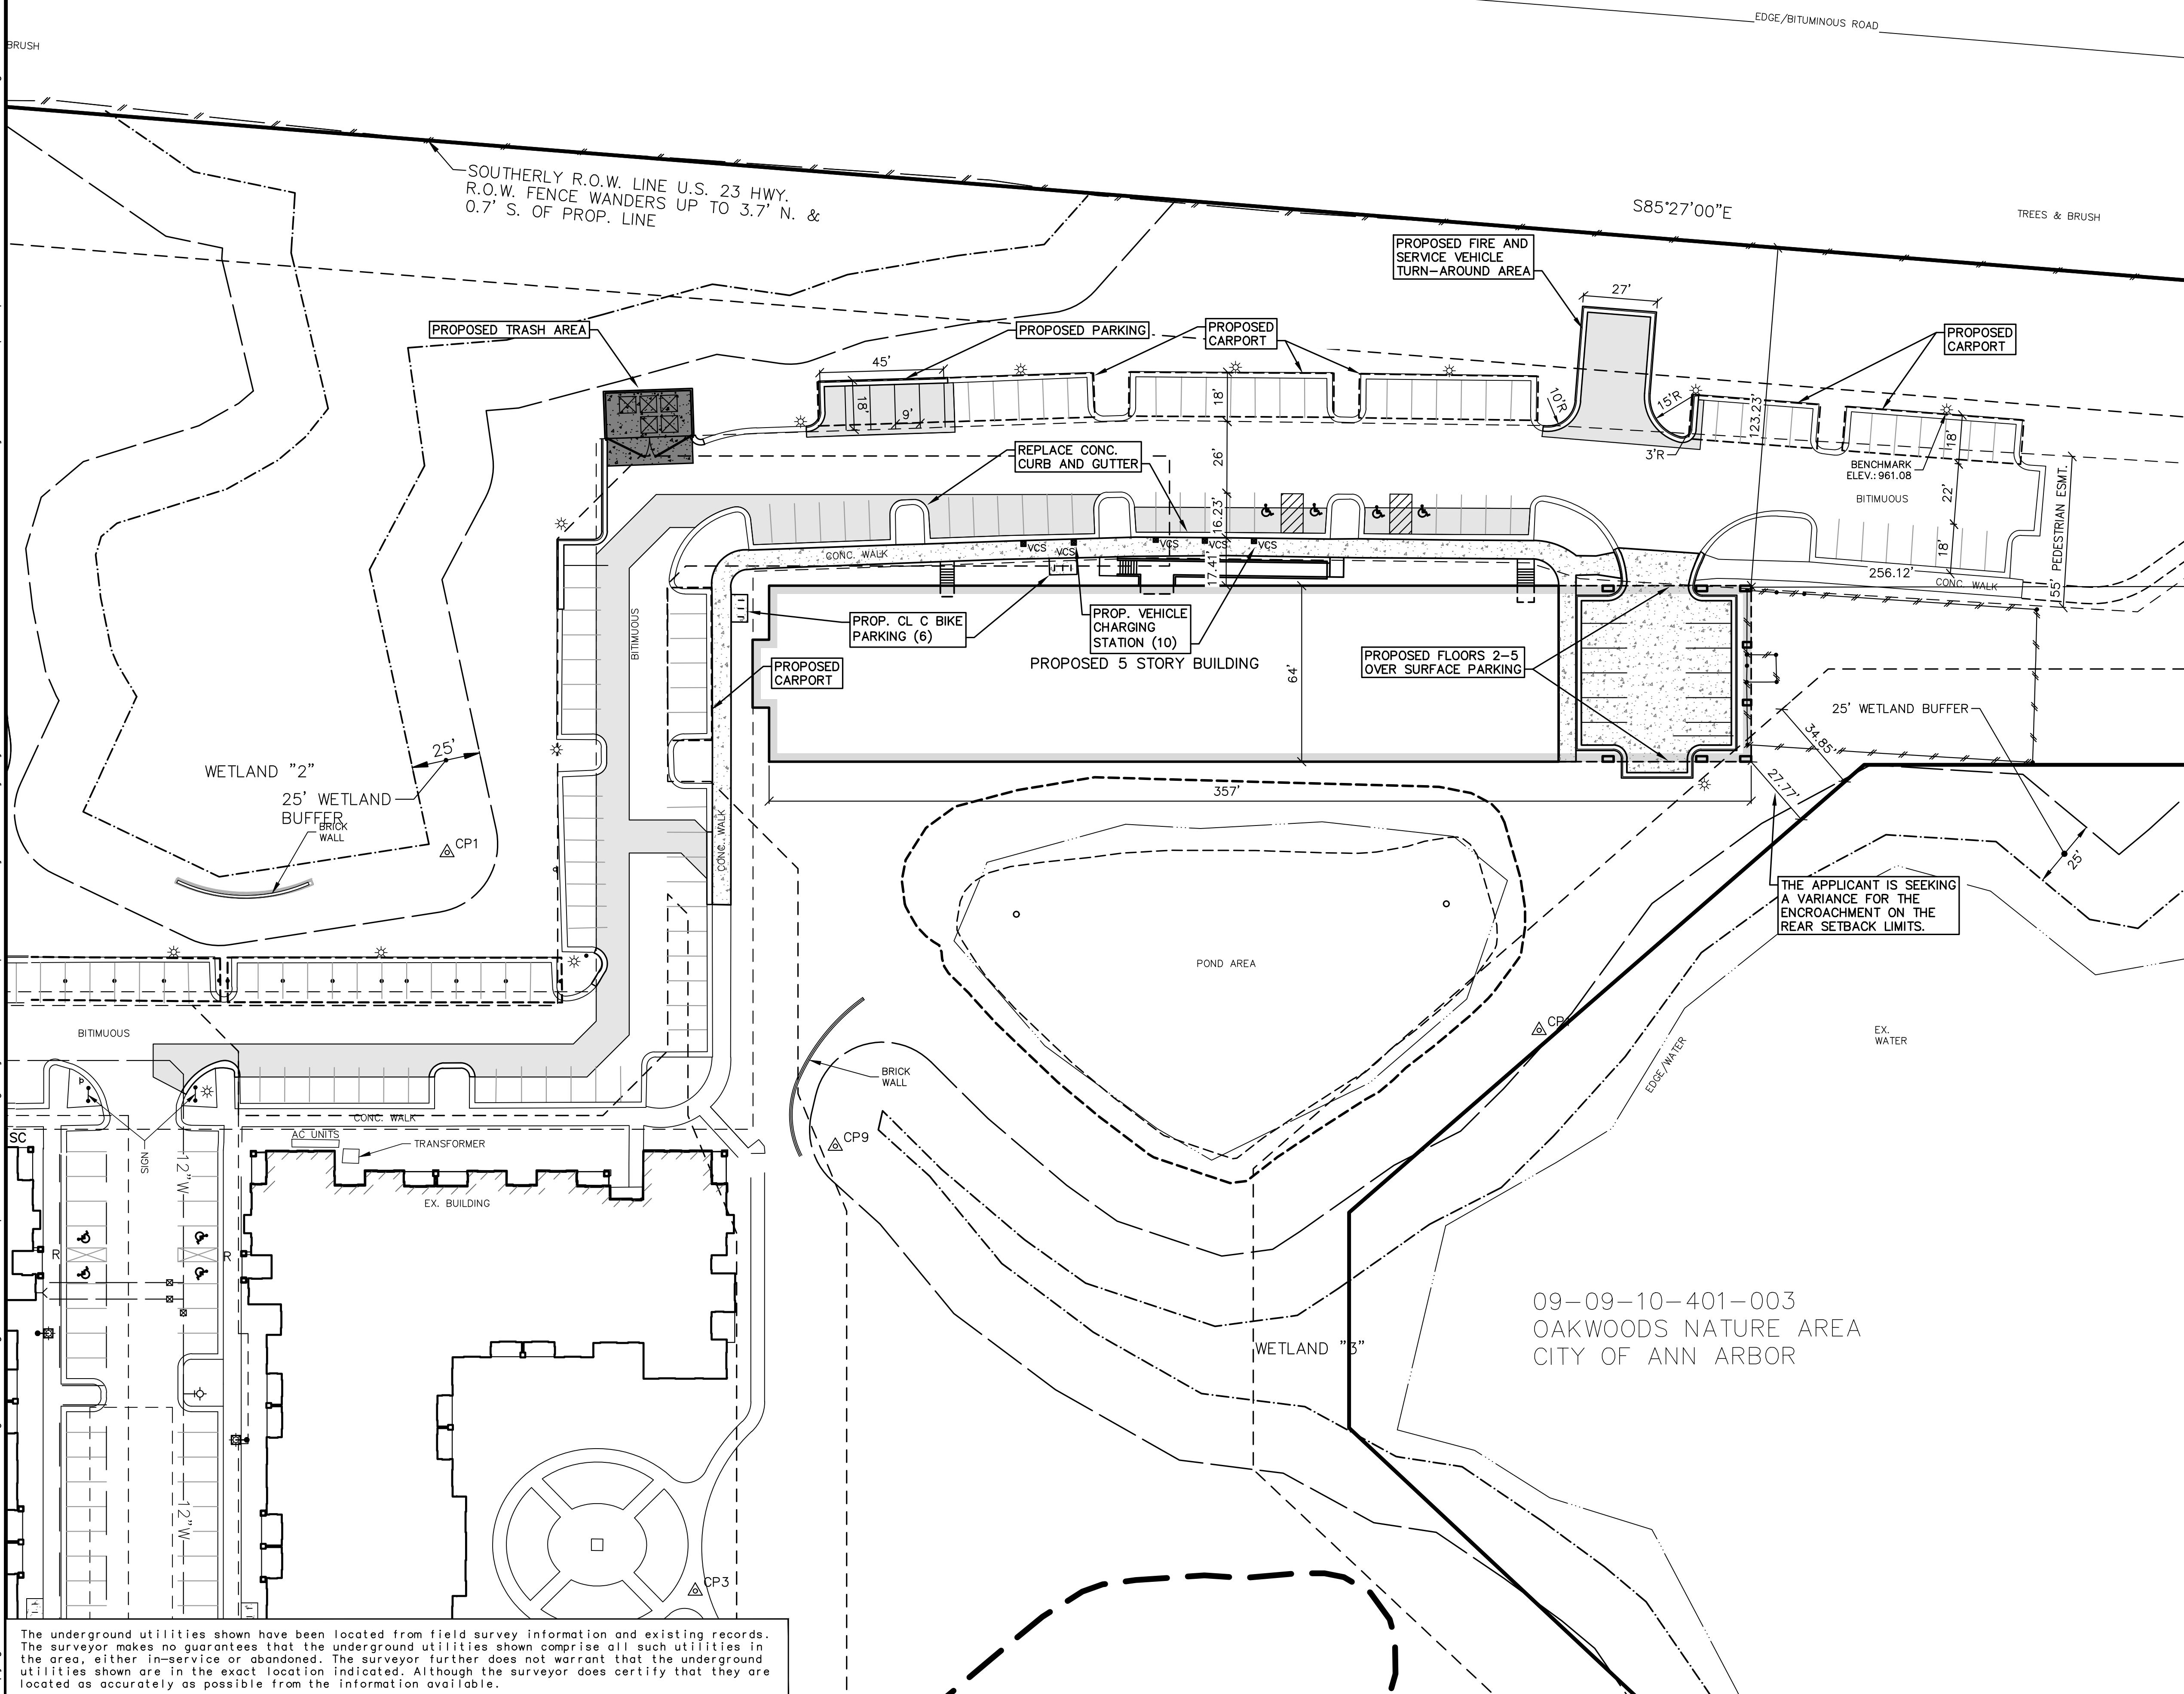 EDGE/BITUMINOUS ROAD
BRUSH
SOUTHERLY R.O.W. LINE U.S. 23 HWY.
R.O.W. FENCE WANDERS UP TO 3.7' N. &
0.7' S. OF PROP. LINE
S85°27'00"E
TREES & BRUSH
PROPOSED FIRE AND
SERVICE VEHICLE
TURN-AROUND AREA
27'
PROPOSED TRASH AREA
PROPOSED PARKING
PROPOSED
CARPORT
PROPOSED
CARPORT
45'
18'
9'
18'
10'R
15'R
3'R
123.23'
18'
BENCHMARK
ELEV.: 961.08
BITIMUOUS
22'
18'
55' PEDESTRIAN ESMT.
REPLACE CONC.
CURB AND GUTTER
26'
16.23'
17.41'
VCS
VCS
VCS
VCS
VCS
CONC. WALK
256.12'
CONC. WALK
BITIMUOUS
PROP. CL C BIKE
PARKING (6)
PROP. VEHICLE
CHARGING
STATION (10)
PROPOSED 5 STORY BUILDING
64'
PROPOSED FLOORS 2-5
OVER SURFACE PARKING
PROPOSED
CARPORT
25' WETLAND BUFFER
34.85'
27.77'
357'
25'
WETLAND "2"
25' WETLAND
BUFFER
BRICK
WALL
CP1
CONC. WALK
25'
THE APPLICANT IS SEEKING
A VARIANCE FOR THE
ENCROACHMENT ON THE
REAR SETBACK LIMITS.
POND AREA
CP
EX.
WATER
EDGE/WATER
BITIMUOUS
BRICK
WALL
CP9
P
CONC. WALK
SC
AC UNITS
TRANSFORMER
SIGN
12"W
EX. BUILDING
R
R
WETLAND "3"
09-09-10-401-003
OAKWOODS NATURE AREA
CITY OF ANN ARBOR
12"W
CP3
The underground utilities shown have been located from field survey information and existing records.
The surveyor makes no guarantees that the underground utilities shown comprise all such utilities in
the area, either in-service or abandoned. The surveyor further does not warrant that the underground
utilities shown are in the exact location indicated. Although the surveyor does certify that they are
located as accurately as possible from the information available.